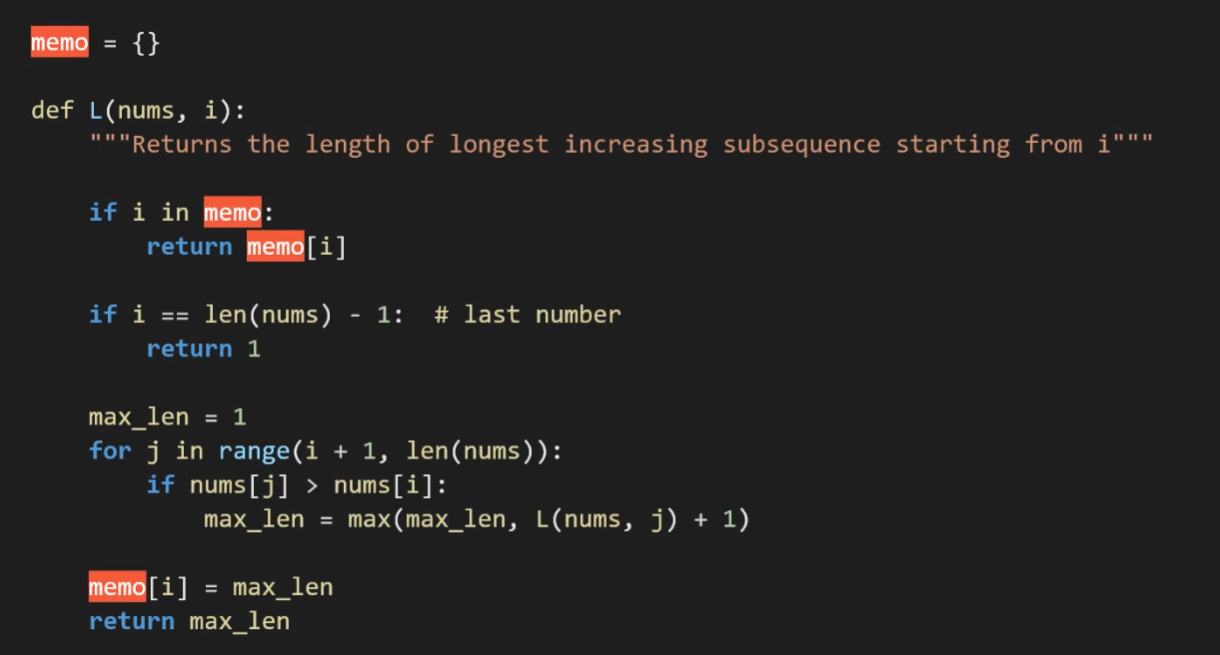 memo = {}
def L(nums, i):
    """Returns the length of longest increasing subsequence starting from i"""
    if i in memo:
        return memo[i]
    if i == len(nums) - 1:  # last number
        return 1
    max_len = 1
    for j in range(i + 1, len(nums)):
        if nums[j] > nums[i]:
            max_len = max(max_len, L(nums, j) + 1)
    memo[i] = max_len
    return max_len